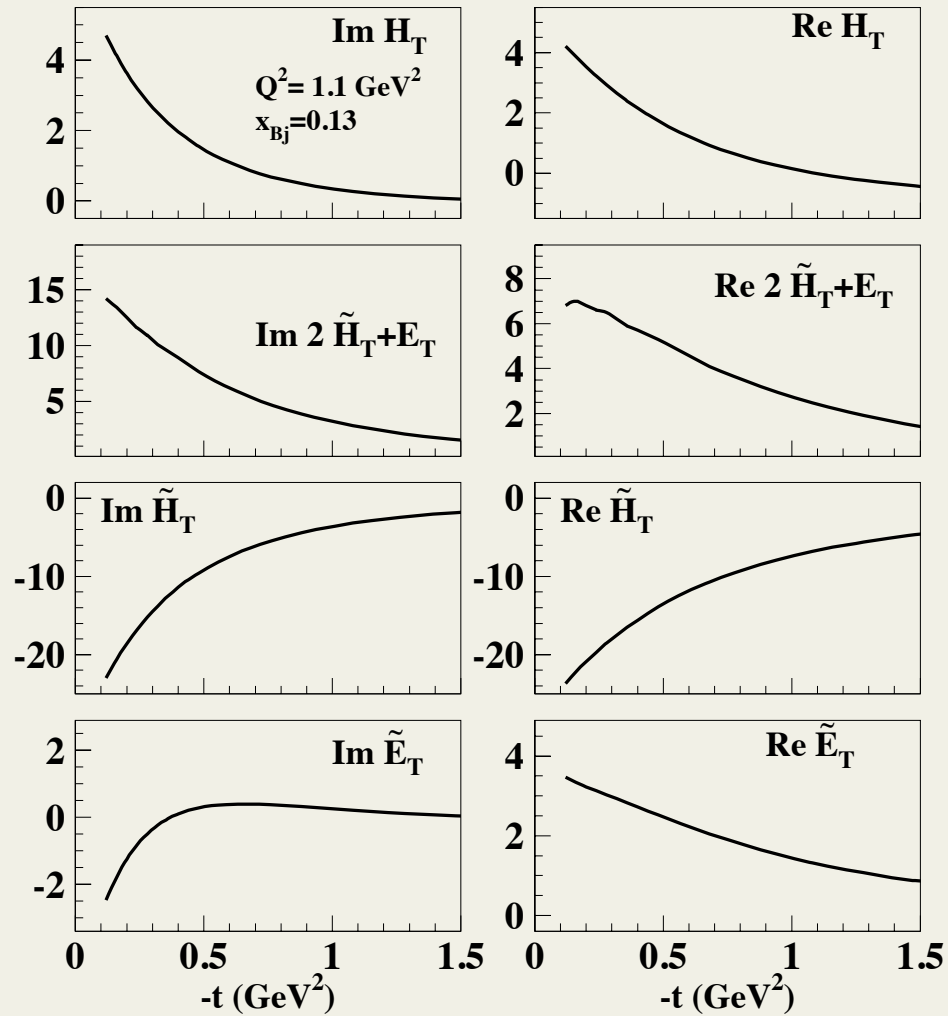 Im H_T
Q^2= 1.1 GeV^2
x_Bj=0.13
4
2
0
Re H_T
4
2
0
Im 2 H̃_T+E_T
15
10
5
Re 2 H̃_T+E_T
8
6
4
2
Im H̃_T
0
-10
-20
Re H̃_T
0
-10
-20
Im Ẽ_T
2
0
-2
0 0.5 1 1.5
-t (GeV^2)
Re Ẽ_T
4
2
0
0 0.5 1 1.5
-t (GeV^2)